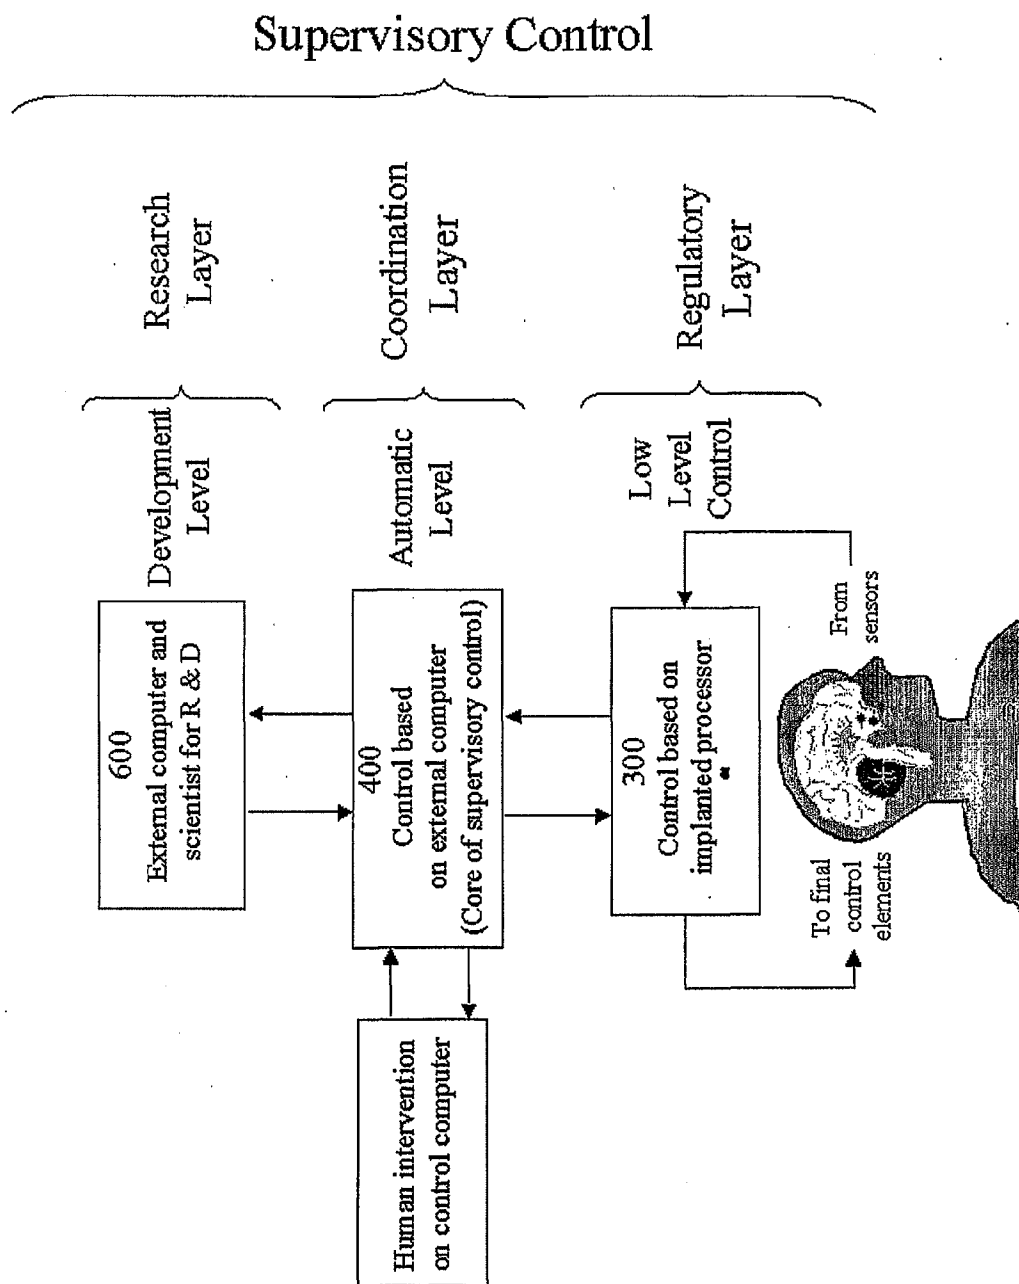 Supervisory Control
Research
Layer
Coordination
Layer
Regulatory
Layer
Development
Level
Automatic
Level
Low
Level
Control
600
External computer and
scientist for R & D
400
Control based
on external computer
(Core of supervisory control)
300
Control based on
implanted processor
From
sensors
To final
control
elements
Human intervention
on control computer